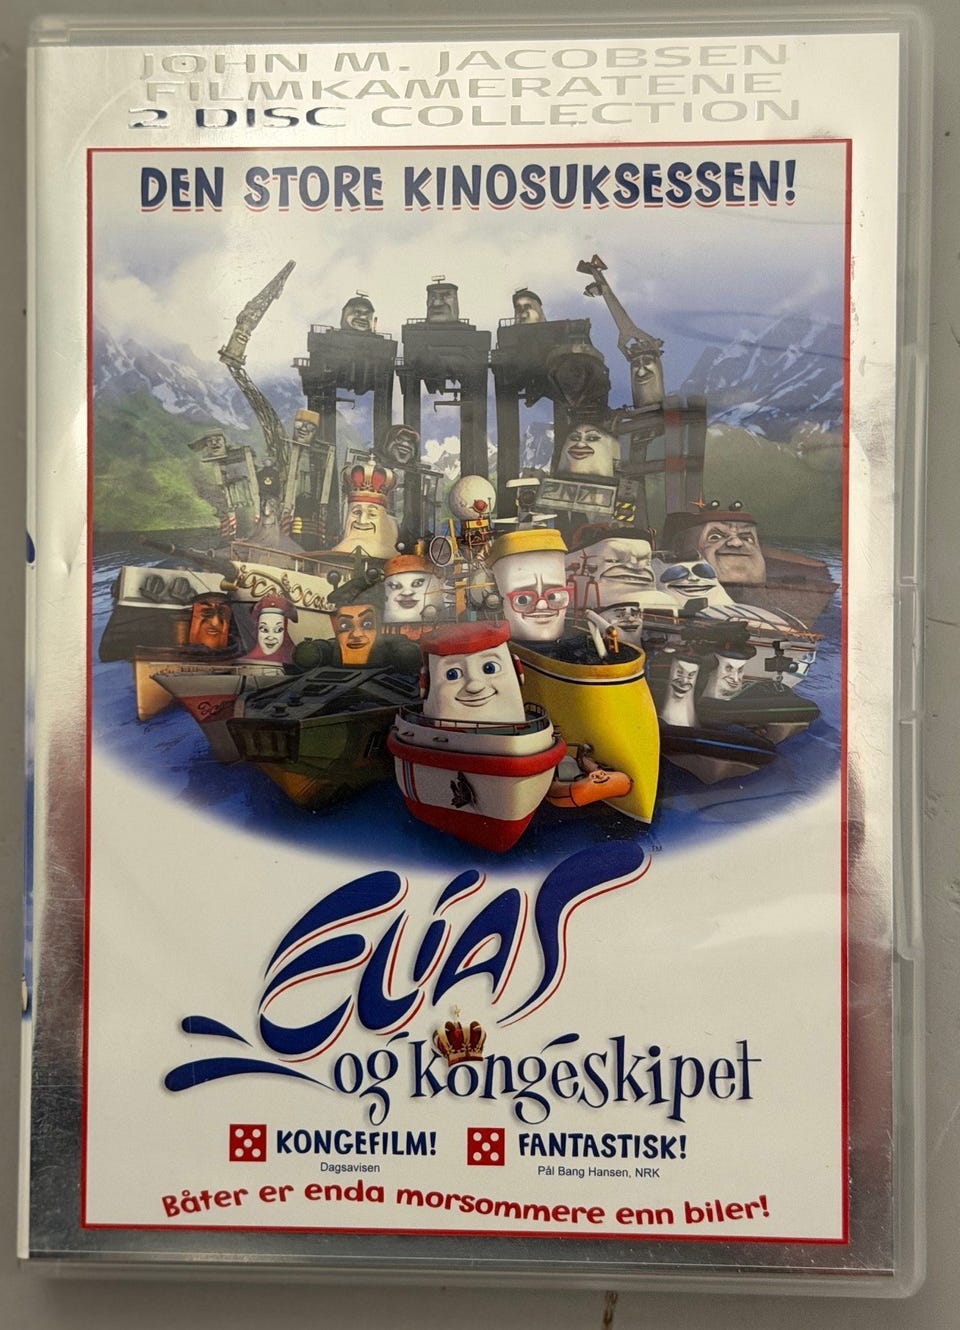 JOHN M. JACOBSEN
FILMKAMERATENE
2 DISC COLLECTION
DEN STORE KINOSUKSESSEN!
ELIAS™
og kongeskipet
KONGEFILM!
Dagsavisen
FANTASTISK!
Pål Bang Hansen, NRK
Båter er enda morsommere enn biler!